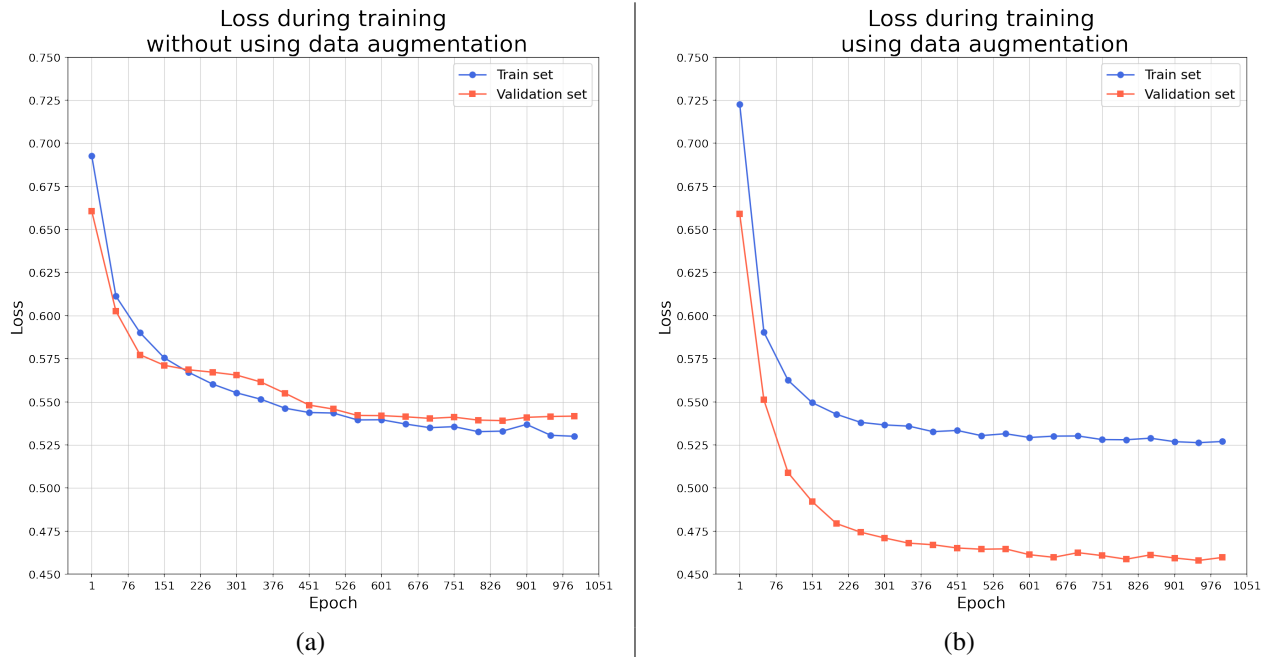 Loss during training
without using data augmentation
0.750
0.725
0.700
0.675
0.650
0.625
0.600
0.575
0.550
0.525
0.500
0.475
0.450
Loss
Train set
Validation set
1 76 151 226 301 376 451 526 601 676 751 826 901 976 1051
Epoch
(a)
Loss during training
using data augmentation
0.750
0.725
0.700
0.675
0.650
0.625
0.600
0.575
0.550
0.525
0.500
0.475
0.450
Loss
Train set
Validation set
1 76 151 226 301 376 451 526 601 676 751 826 901 976 1051
Epoch
(b)